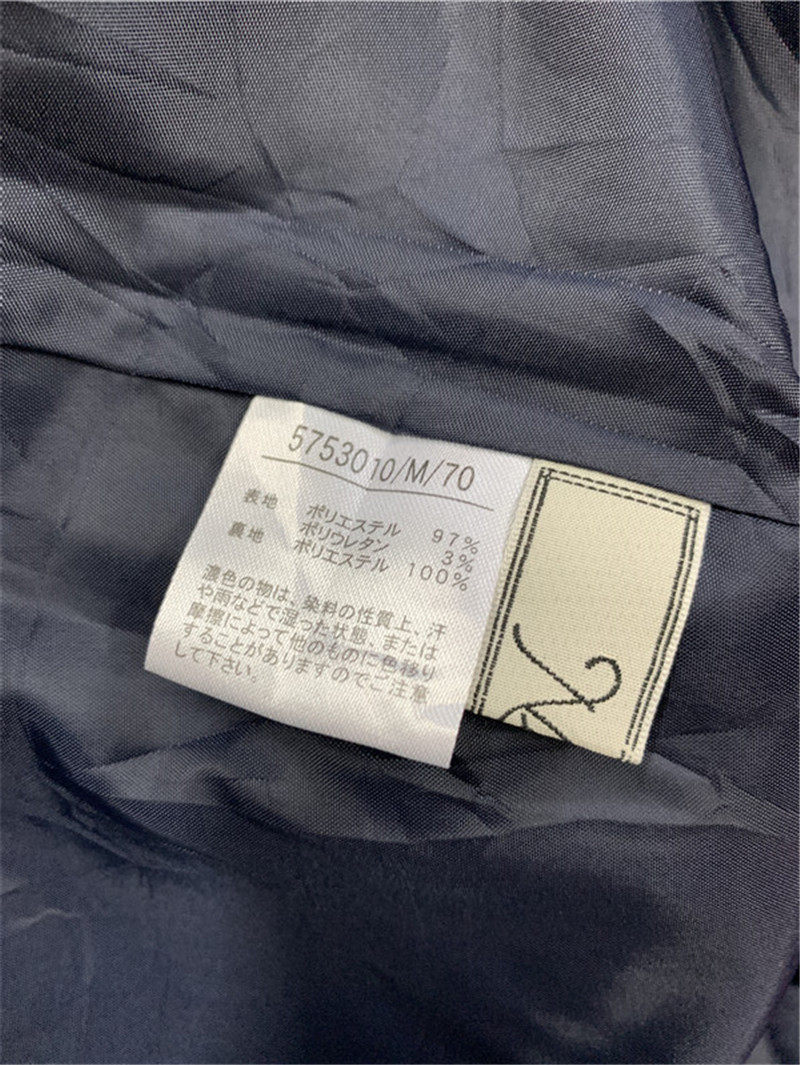 5753010/M/70
表地 ポリエステル 97%
ポリウレタン 3%
裏地 ポリエステル 100%
濃色の物は、染料の性質上、汗
や雨などで湿った状態、または
摩擦によって他のものに色移り
することがありますのでご注意
して下さい。